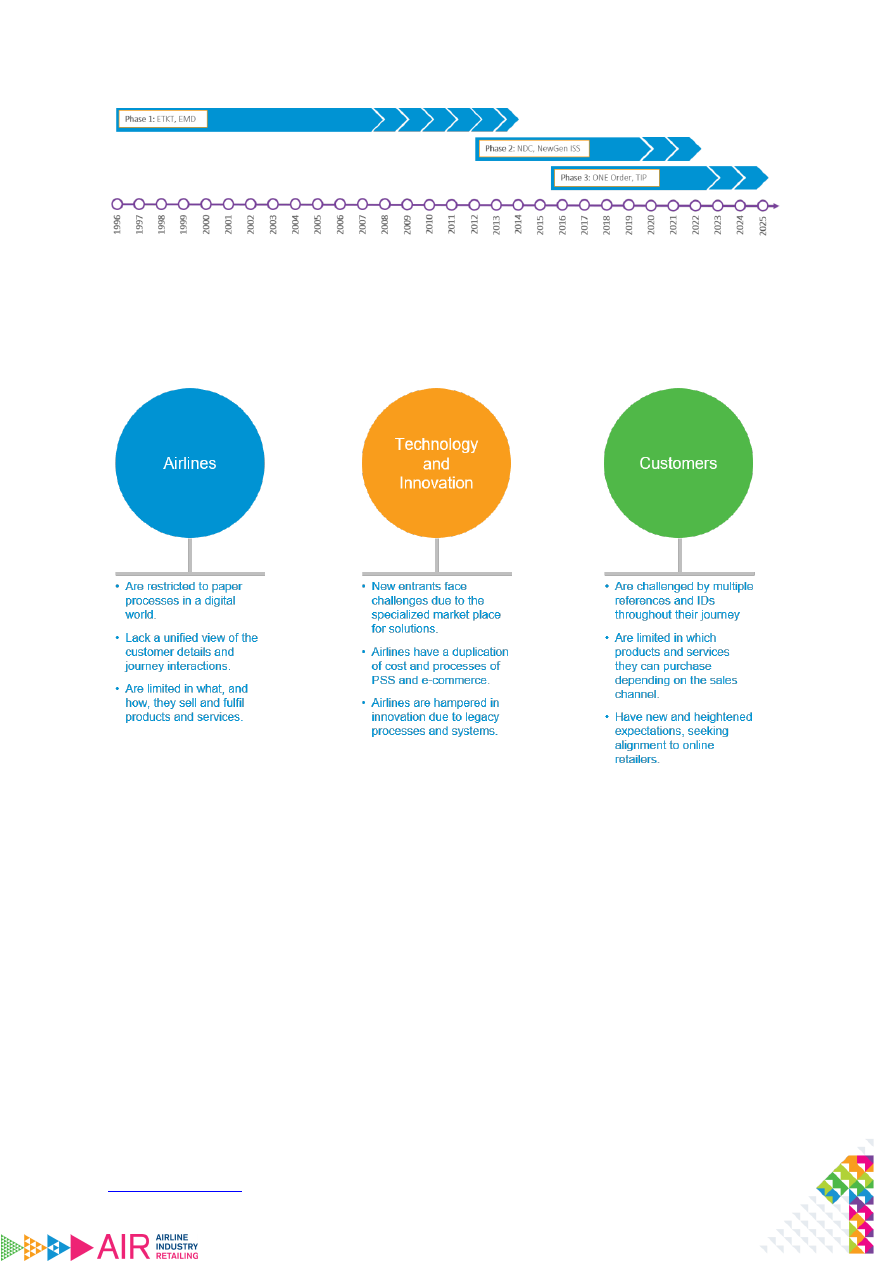 Phase 1: ETKT, EMD
Phase 2: NDC, NewGen ISS
Phase 3: ONE Order, TIP
1996 1997 1998 1999 2000 2001 2002 2003 2004 2005 2006 2007 2008 2009 2010 2011 2012 2013 2014 2015 2016 2017 2018 2019 2020 2021 2022 2023 2024 2025
Airlines
• Are restricted to paper
processes in a digital
world.
• Lack a unified view of the
customer details and
journey interactions.
• Are limited in what, and
how, they sell and fulfil
products and services.
Technology
and
Innovation
• New entrants face
challenges due to the
specialized market place
for solutions.
• Airlines have a duplication
of cost and processes of
PSS and e-commerce.
• Airlines are hampered in
innovation due to legacy
processes and systems.
Customers
• Are challenged by multiple
references and IDs
throughout their journey
• Are limited in which
products and services
they can purchase
depending on the sales
channel.
• Have new and heightened
expectations, seeking
alignment to online
retailers.
AIR
AIRLINE
INDUSTRY
RETAILING